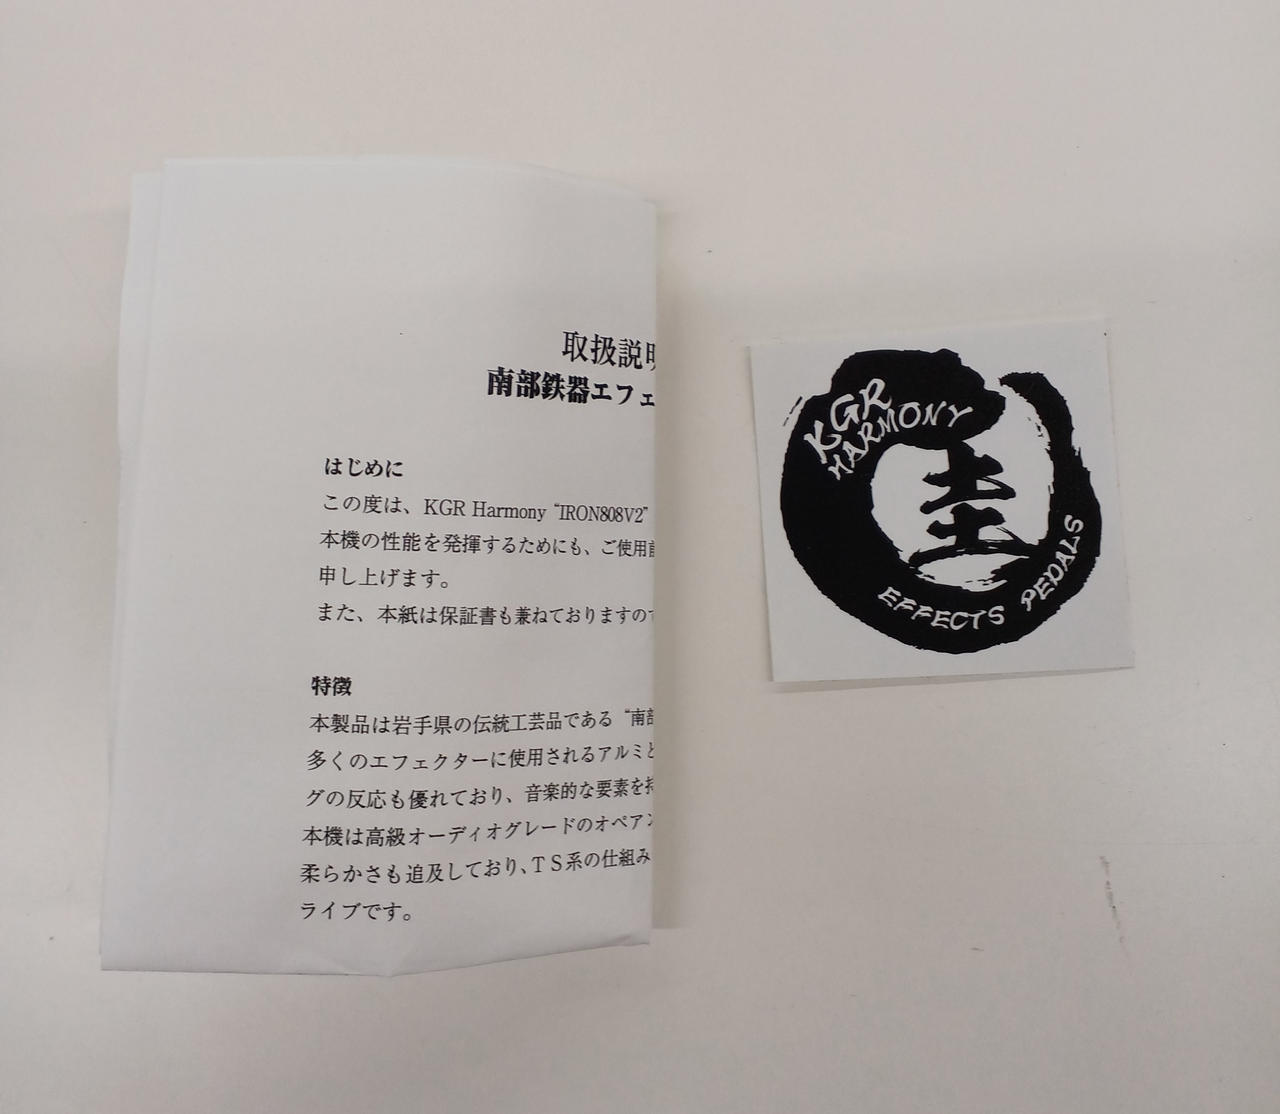 取扱説明
南部鉄器エフェ
はじめに
この度は、KGR Harmony “IRON808V2”
本機の性能を発揮するためにも、ご使用前
申し上げます。
また、本紙は保証書も兼ねておりますので
特徴
本製品は岩手県の伝統工芸品である“南部
多くのエフェクターに使用されるアルミと
グの反応も優れており、音楽的な要素を持
本機は高級オーディオグレードのオペアン
柔らかさも追及しており、TS系の仕組み
ライブです。
KGR
HARMONY
圭
EFFECTS PEDALS